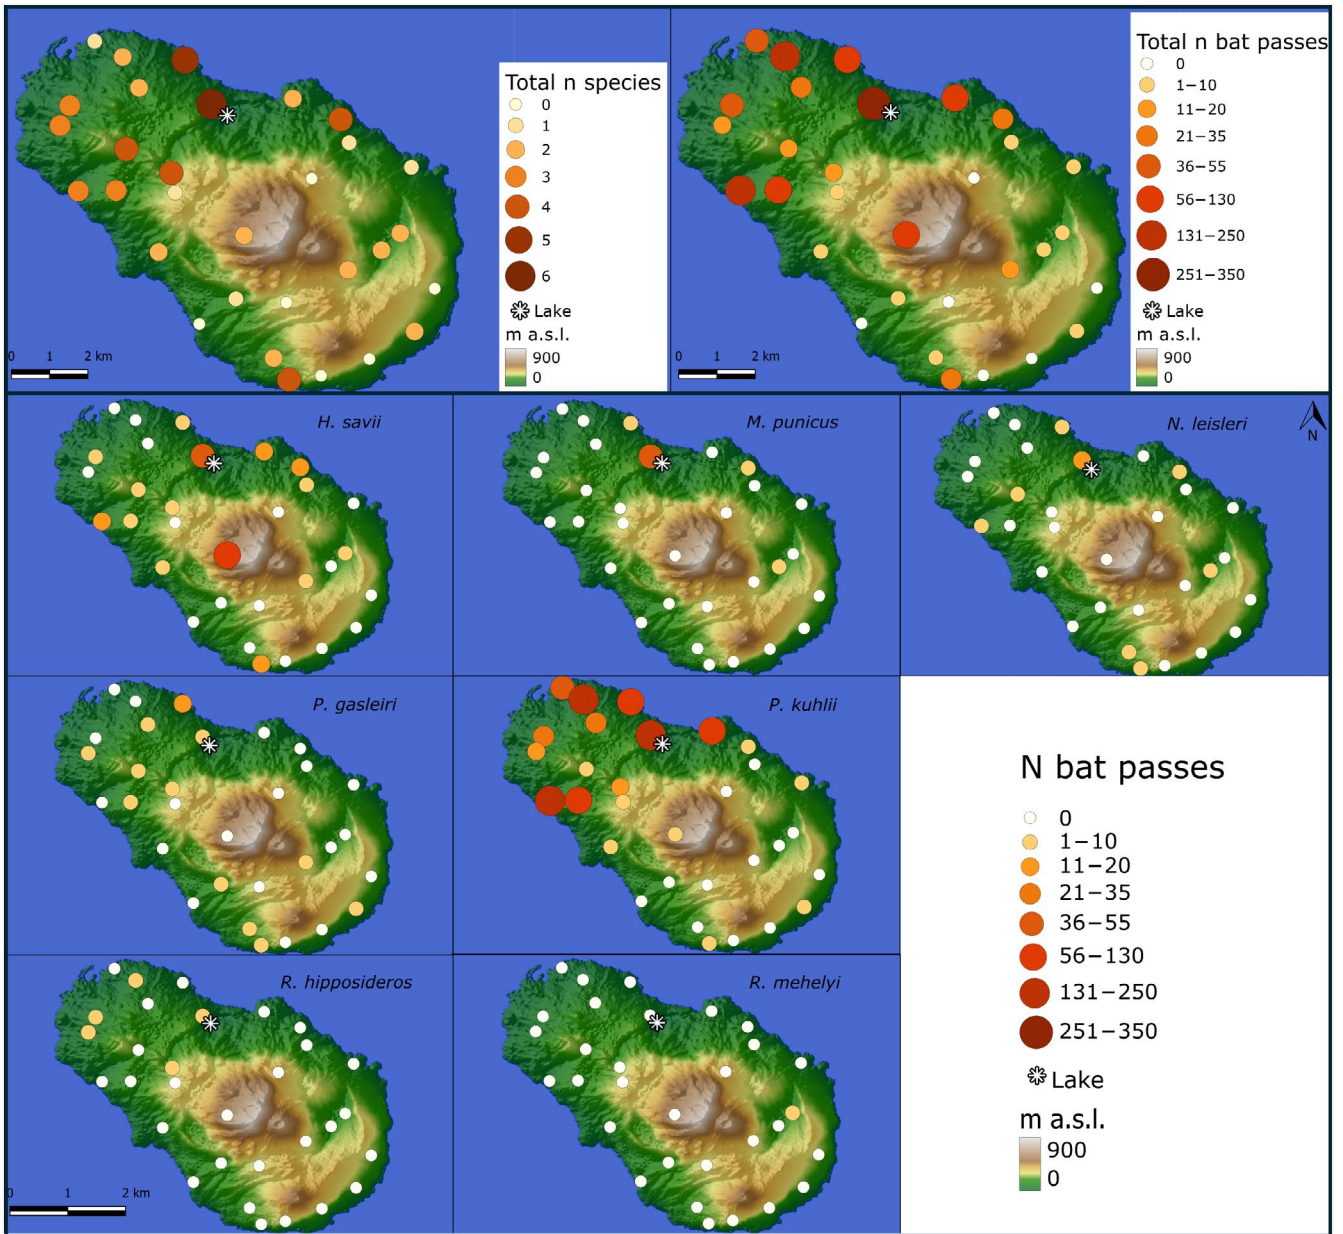 Total n species
0
1
2
3
4
5
6
Lake
m a.s.l.
900
0
0 1 2 km
Total n bat passes
0
1–10
11–20
21–35
36–55
56–130
131–250
251–350
Lake
m a.s.l.
900
0
0 1 2 km
H. savii
M. punicus
N. leisleri
N
P. gasleiri
P. kuhlii
R. hipposideros
R. mehelyi
0 1 2 km
N bat passes
0
1–10
11–20
21–35
36–55
56–130
131–250
251–350
Lake
m a.s.l.
900
0